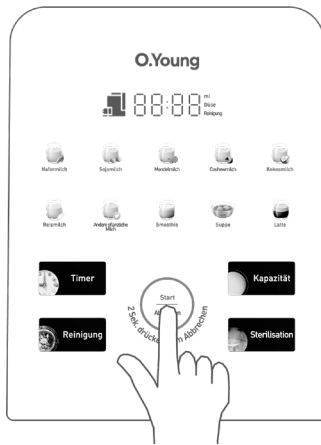 O.Young
88:88
ml
Düse
Reinigung
Hafermilch
Sojamilch
Mandelmilch
Cashewmilch
Kokosmilch
Reismilch
Andere pflanzliche
Milch
Smoothie
Suppe
Latte
Timer
Kapazität
Start
2 Sek. drücken zum Abbrechen
Reinigung
Sterilisation